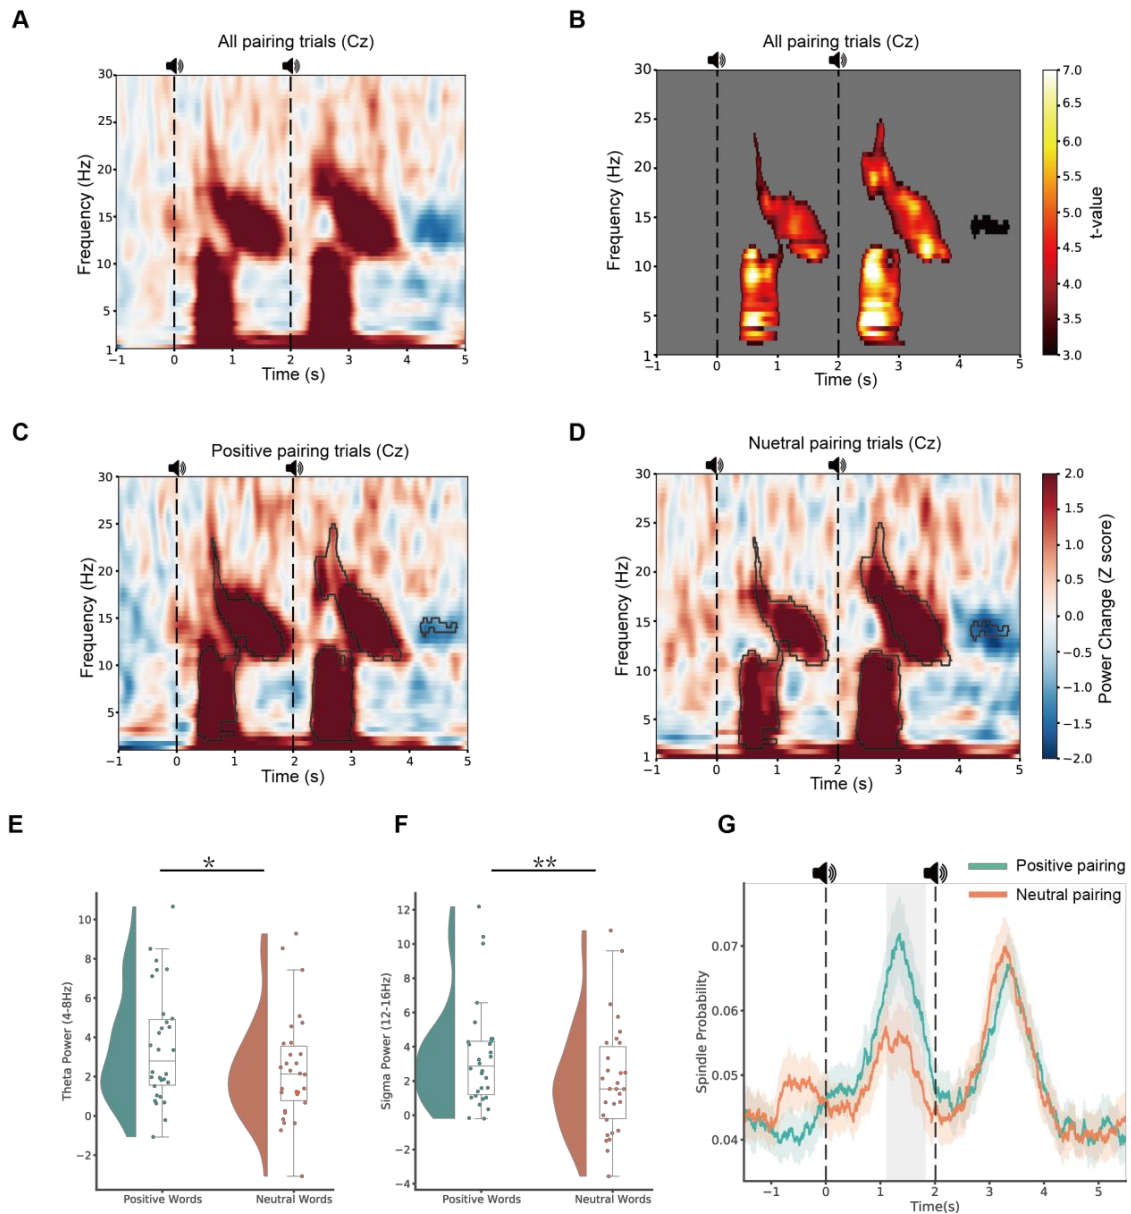 A
All pairing trials (Cz)
30
25
20
15
10
5
1
Frequency (Hz)
−1 0 1 2 3 4 5
Time (s)
B
All pairing trials (Cz)
30
25
20
15
10
5
1
Frequency (Hz)
−1 0 1 2 3 4 5
Time (s)
7.0
6.5
6.0
5.5
5.0
4.5
4.0
3.5
3.0
t-value
C
Positive pairing trials (Cz)
30
25
20
15
10
5
1
Frequency (Hz)
−1 0 1 2 3 4 5
Time (s)
D
Nuetral pairing trials (Cz)
30
25
20
15
10
5
1
Frequency (Hz)
−1 0 1 2 3 4 5
Time (s)
2.0
1.5
1.0
0.5
0.0
−0.5
−1.0
−1.5
−2.0
Power Change (Z score)
E
*
10
8
6
4
2
0
−2
Theta Power (4-8Hz)
Positive Words Neutral Words
F
**
12
10
8
6
4
2
0
−2
−4
Sigma Power (12-16Hz)
Positive Words Neutral Words
G
Positive pairing
Neutral pairing
0.07
0.06
0.05
0.04
Spindle Probability
−1 0 1 2 3 4 5
Time(s)